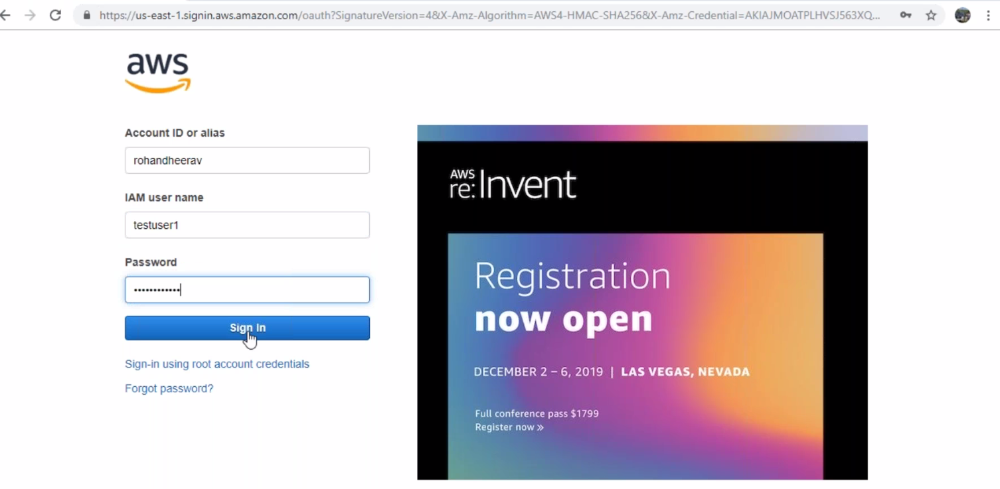 https://us-east-1.signin.aws.amazon.com/oauth?SignatureVersion=4&X-Amz-Algorithm=AWS4-HMAC-SHA256&X-Amz-Credential=AKIAJMOATPLHVSJ563XQ...
aws
Account ID or alias
rohandheerav
IAM user name
testuser1
Password
••••••••••••
Sign In
Sign-in using root account credentials
Forgot password?
AWS
re:Invent
Registration
now open
DECEMBER 2 – 6, 2019 | LAS VEGAS, NEVADA
Full conference pass $1799
Register now »